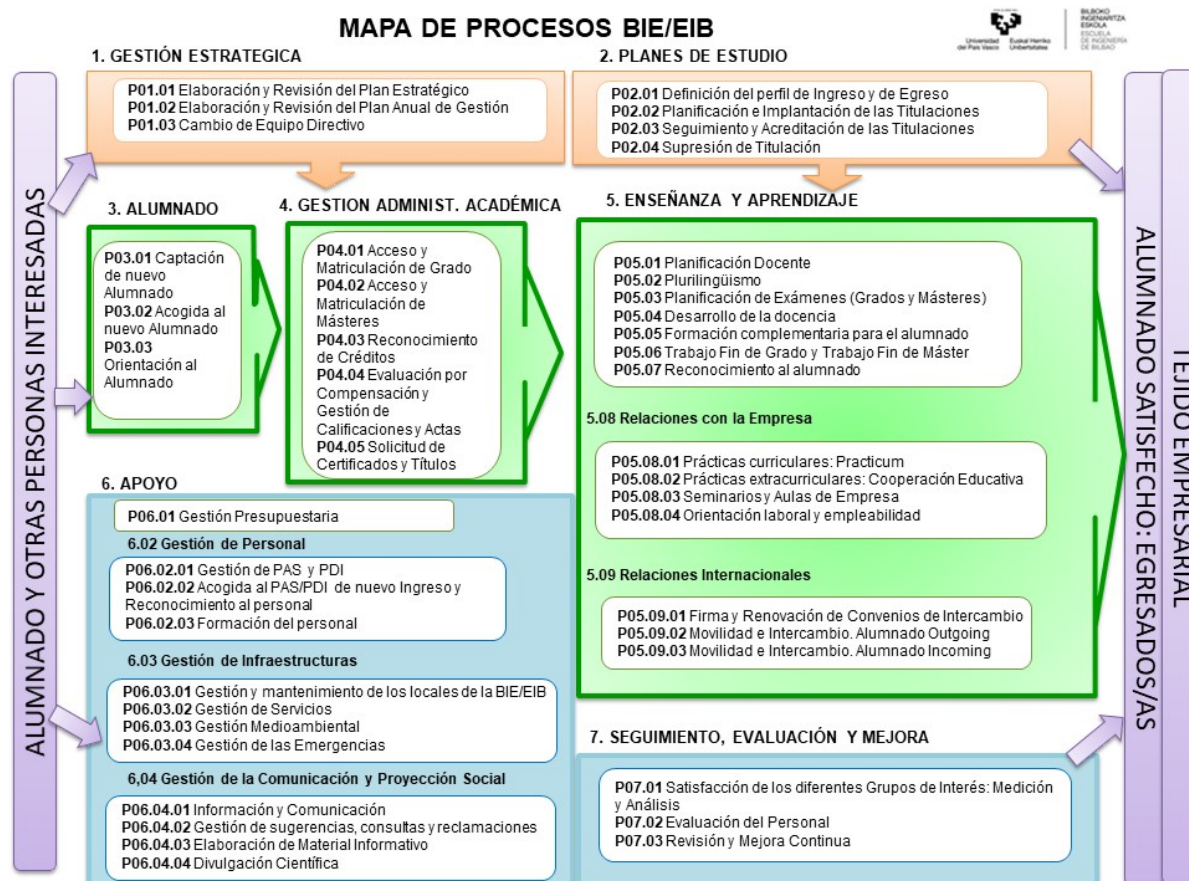 MAPA DE PROCESOS BIE/EIB
Universidad
del País Vasco
Euskal Herriko
Unibertsitatea
BILBOKO
INGENIARITZA
ESKOLA
ESCUELA
DE INGENIERÍA
DE BILBAO
1. GESTIÓN ESTRATEGICA
P01.01 Elaboración y Revisión del Plan Estratégico
P01.02 Elaboración y Revisión del Plan Anual de Gestión
P01.03 Cambio de Equipo Directivo
2. PLANES DE ESTUDIO
P02.01 Definición del perfil de Ingreso y de Egreso
P02.02 Planificación e Implantación de las Titulaciones
P02.03 Seguimiento y Acreditación de las Titulaciones
P02.04 Supresión de Titulación
ALUMNADO Y OTRAS PERSONAS INTERESADAS
3. ALUMNADO
P03.01 Captación
de nuevo
Alumnado
P03.02 Acogida al
nuevo Alumnado
P03.03
Orientación al
Alumnado
4. GESTION ADMINIST. ACADÉMICA
P04.01 Acceso y
Matriculación de Grado
P04.02 Acceso y
Matriculación de
Másteres
P04.03 Reconocimiento
de Créditos
P04.04 Evaluación por
Compensación y
Gestión de
Calificaciones y Actas
P04.05 Solicitud de
Certificados y Títulos
5. ENSEÑANZA Y APRENDIZAJE
P05.01 Planificación Docente
P05.02 Plurilingüismo
P05.03 Planificación de Exámenes (Grados y Másteres)
P05.04 Desarrollo de la docencia
P05.05 Formación complementaria para el alumnado
P05.06 Trabajo Fin de Grado y Trabajo Fin de Máster
P05.07 Reconocimiento al alumnado
5.08 Relaciones con la Empresa
P05.08.01 Prácticas curriculares: Practicum
P05.08.02 Prácticas extracurriculares: Cooperación Educativa
P05.08.03 Seminarios y Aulas de Empresa
P05.08.04 Orientación laboral y empleabilidad
5.09 Relaciones Internacionales
P05.09.01 Firma y Renovación de Convenios de Intercambio
P05.09.02 Movilidad e Intercambio. Alumnado Outgoing
P05.09.03 Movilidad e Intercambio. Alumnado Incoming
6. APOYO
P06.01 Gestión Presupuestaria
6.02 Gestión de Personal
P06.02.01 Gestión de PAS y PDI
P06.02.02 Acogida al PAS/PDI de nuevo Ingreso y
Reconocimiento al personal
P06.02.03 Formación del personal
6.03 Gestión de Infraestructuras
P06.03.01 Gestión y mantenimiento de los locales de la BIE/EIB
P06.03.02 Gestión de Servicios
P06.03.03 Gestión Medioambiental
P06.03.04 Gestión de las Emergencias
6,04 Gestión de la Comunicación y Proyección Social
P06.04.01 Información y Comunicación
P06.04.02 Gestión de sugerencias, consultas y reclamaciones
P06.04.03 Elaboración de Material Informativo
P06.04.04 Divulgación Científica
7. SEGUIMIENTO, EVALUACIÓN Y MEJORA
P07.01 Satisfacción de los diferentes Grupos de Interés: Medición
y Análisis
P07.02 Evaluación del Personal
P07.03 Revisión y Mejora Continua
ALUMNADO SATISFECHO: EGRESADOS/AS
TEJIDO EMPRESARIAL